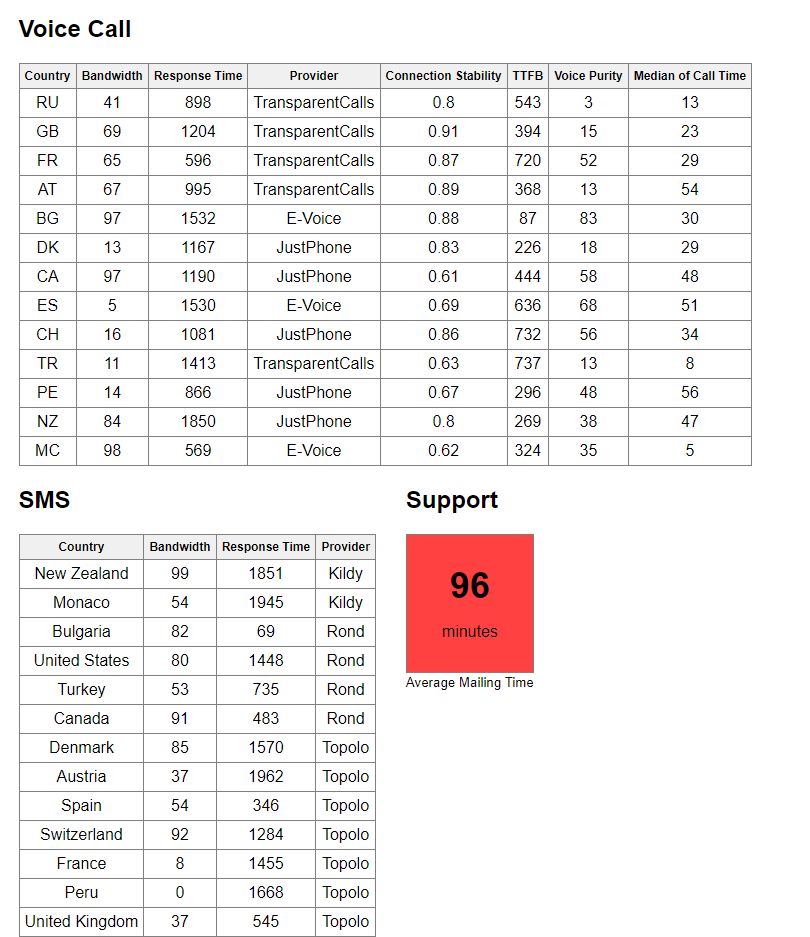 Voice Call
Country Bandwidth Response Time Provider Connection Stability TTFB Voice Purity Median of Call Time
RU 41 898 TransparentCalls 0.8 543 3 13
GB 69 1204 TransparentCalls 0.91 394 15 23
FR 65 596 TransparentCalls 0.87 720 52 29
AT 67 995 TransparentCalls 0.89 368 13 54
BG 97 1532 E-Voice 0.88 87 83 30
DK 13 1167 JustPhone 0.83 226 18 29
CA 97 1190 JustPhone 0.61 444 58 48
ES 5 1530 E-Voice 0.69 636 68 51
CH 16 1081 JustPhone 0.86 732 56 34
TR 11 1413 TransparentCalls 0.63 737 13 8
PE 14 866 JustPhone 0.67 296 48 56
NZ 84 1850 JustPhone 0.8 269 38 47
MC 98 569 E-Voice 0.62 324 35 5
SMS
Country Bandwidth Response Time Provider
New Zealand 99 1851 Kildy
Monaco 54 1945 Kildy
Bulgaria 82 69 Rond
United States 80 1448 Rond
Turkey 53 735 Rond
Canada 91 483 Rond
Denmark 85 1570 Topolo
Austria 37 1962 Topolo
Spain 54 346 Topolo
Switzerland 92 1284 Topolo
France 8 1455 Topolo
Peru 0 1668 Topolo
United Kingdom 37 545 Topolo
Support
96
minutes
Average Mailing Time